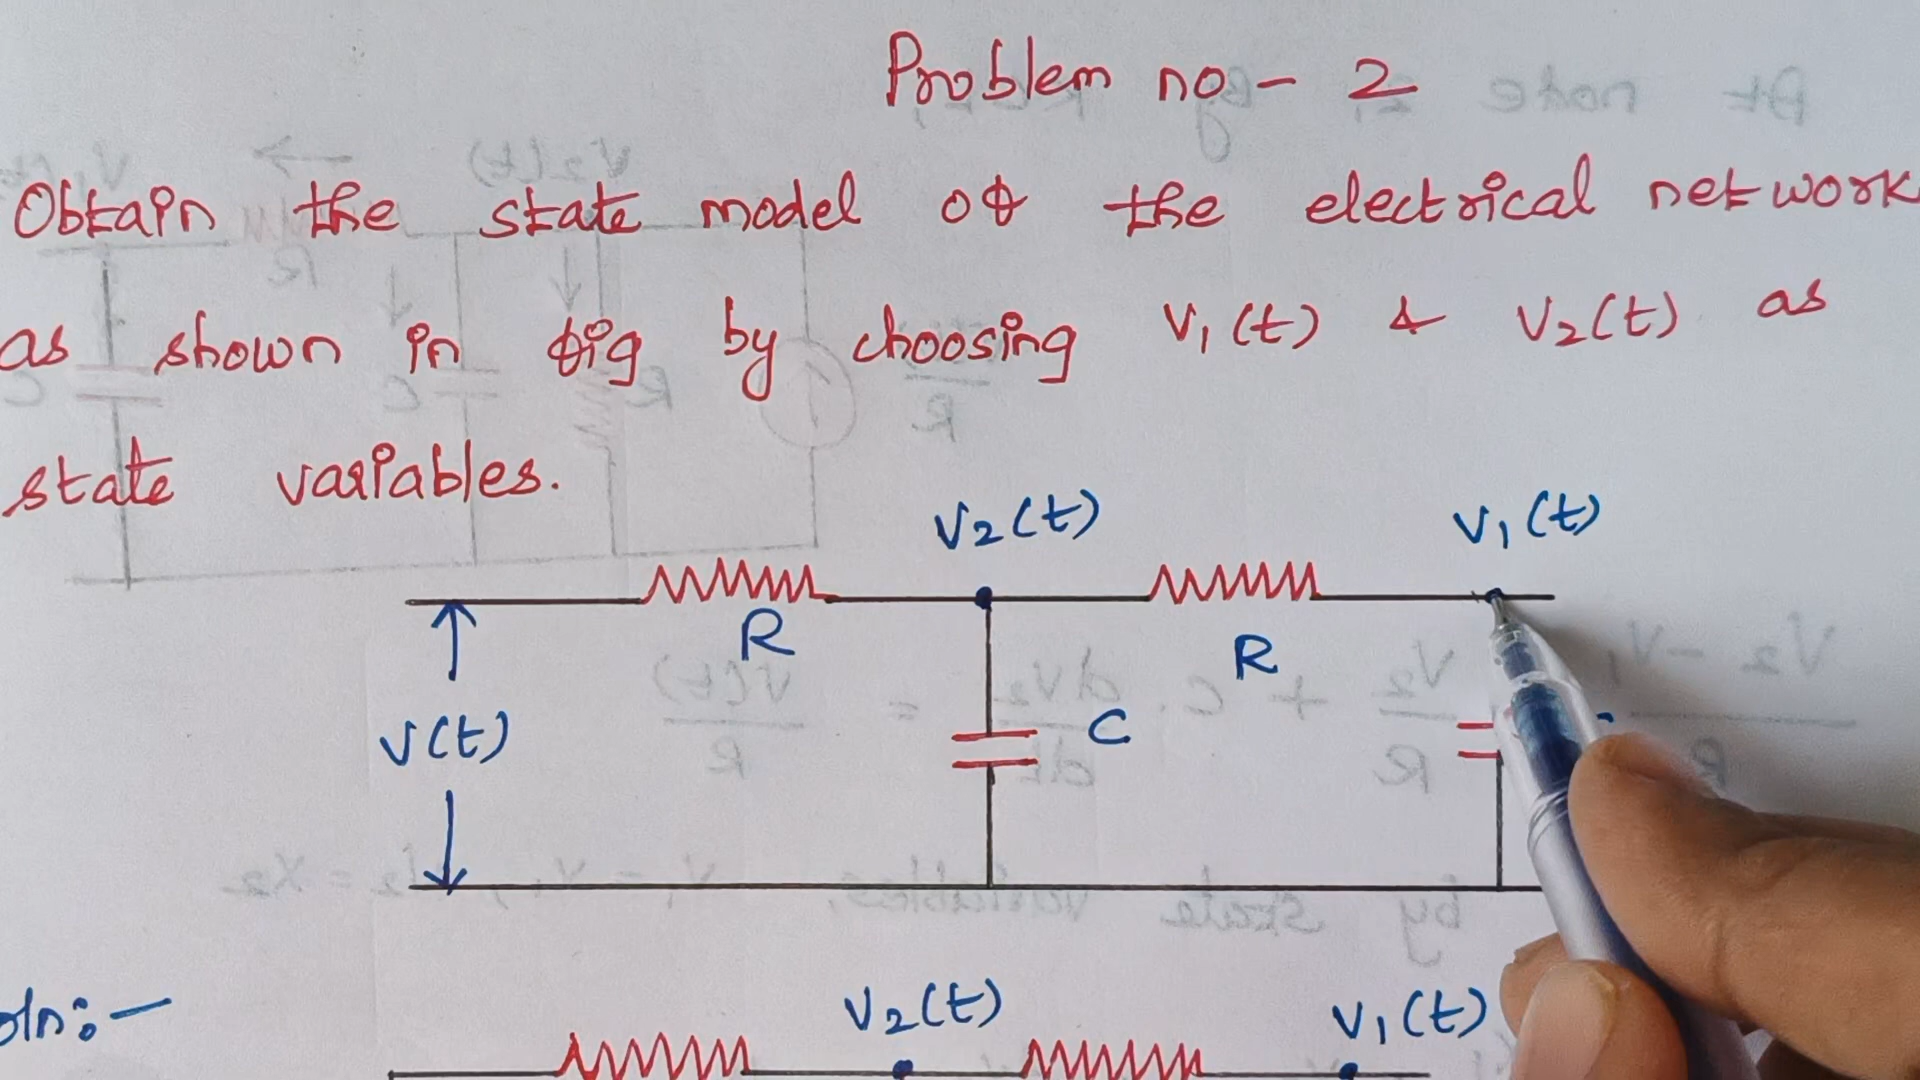 Problem no - 2
Obtain the state model of the electrical network
as shown in fig by choosing V1(t) & V2(t) as
state variables.
V2(t) V1(t)
R R
V(t) C
oln:-
V2(t) V1(t)